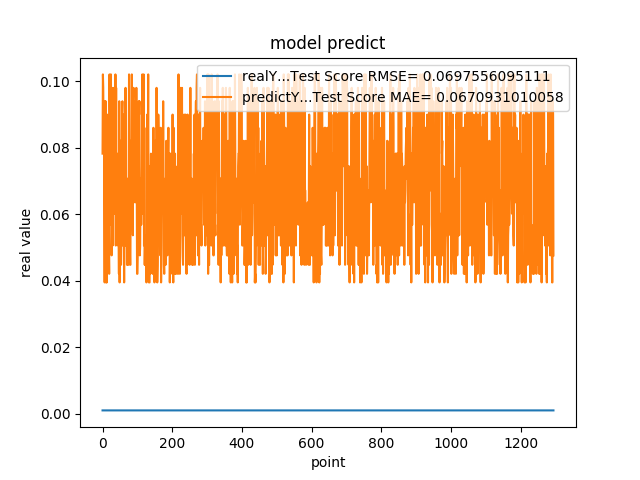 model predict
realY...Test Score RMSE= 0.0697556095111
predictY...Test Score MAE= 0.0670931010058
0.10
0.08
0.06
0.04
0.02
0.00
real value
0 200 400 600 800 1000 1200
point